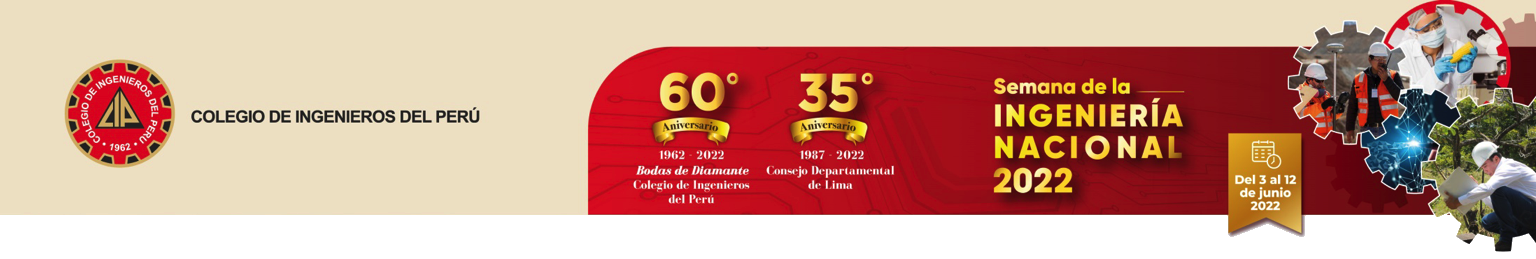 COLEGIO DE INGENIEROS DEL PERU
CIP
• 1962 •
COLEGIO DE INGENIEROS DEL PERÚ
60°
Aniversario
1962 - 2022
Bodas de Diamante
Colegio de Ingenieros
del Perú
35°
Aniversario
1987 - 2022
Consejo Departamental
de Lima
Semana de la
INGENIERÍA
NACIONAL
2022
Del 3 al 12
de junio
2022